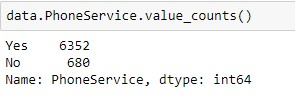 data.PhoneService.value_counts()
Yes    6352
No      680
Name: PhoneService, dtype: int64